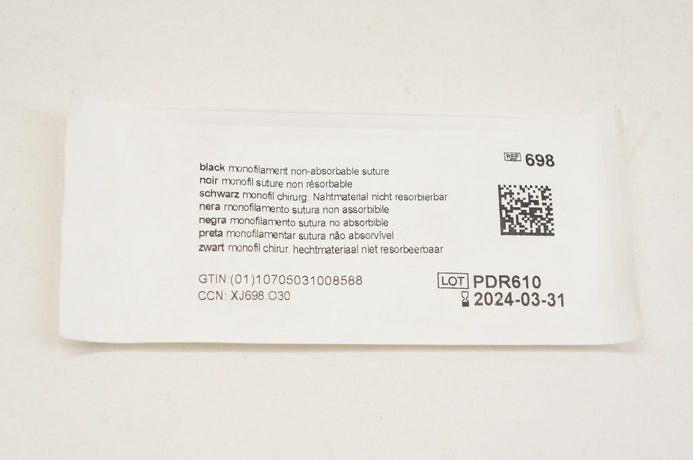 black monofilament non-absorbable suture
noir monofil suture non résorbable
schwarz monofil chirurg. Nahtmaterial nicht resorbierbar
nera monofilamento sutura non assorbibile
negra monofilamento sutura no absorbible
preta monofilamentar sutura não absorvível
zwart monofil chirur. hechtmateriaal niet resorbeerbaar
REF 698
GTIN:(01)10705031008588
CCN: XJ698.O30
LOT PDR610
2024-03-31